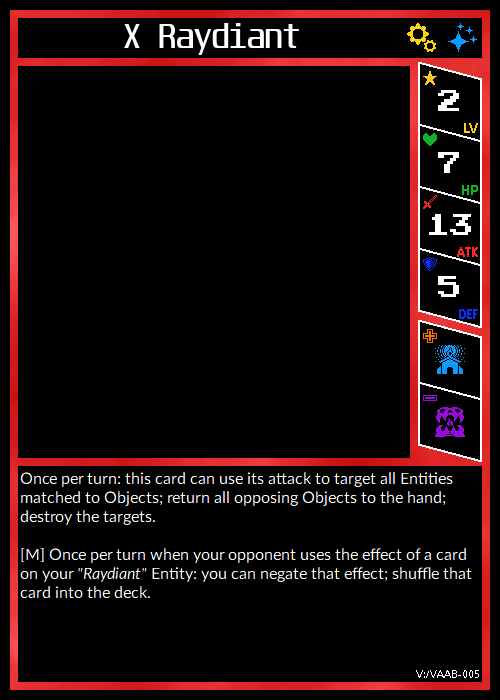 X Raydiant
2
LV
7
HP
13
ATK
5
DEF
Once per turn: this card can use its attack to target all Entities
matched to Objects; return all opposing Objects to the hand;
destroy the targets.
[M] Once per turn when your opponent uses the effect of a card
on your "Raydiant" Entity: you can negate that effect; shuffle that
card into the deck.
V:/VAAB-005